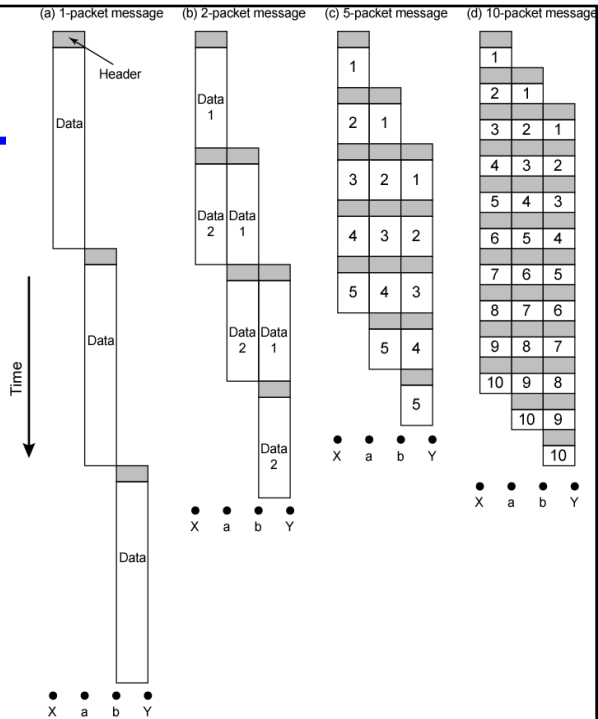 (a) 1-packet message
Header
Data
Data
Data
X a b Y
(b) 2-packet message
Data
1
Data
2
Data
1
Data
2
Data
1
Data
2
X a b Y
(c) 5-packet message
1
2 1
3 2 1
4 3 2
5 4 3
5 4
5
X a b Y
(d) 10-packet message
1
2 1
3 2 1
4 3 2
5 4 3
6 5 4
7 6 5
8 7 6
9 8 7
10 9 8
10 9
10
X a b Y
Time